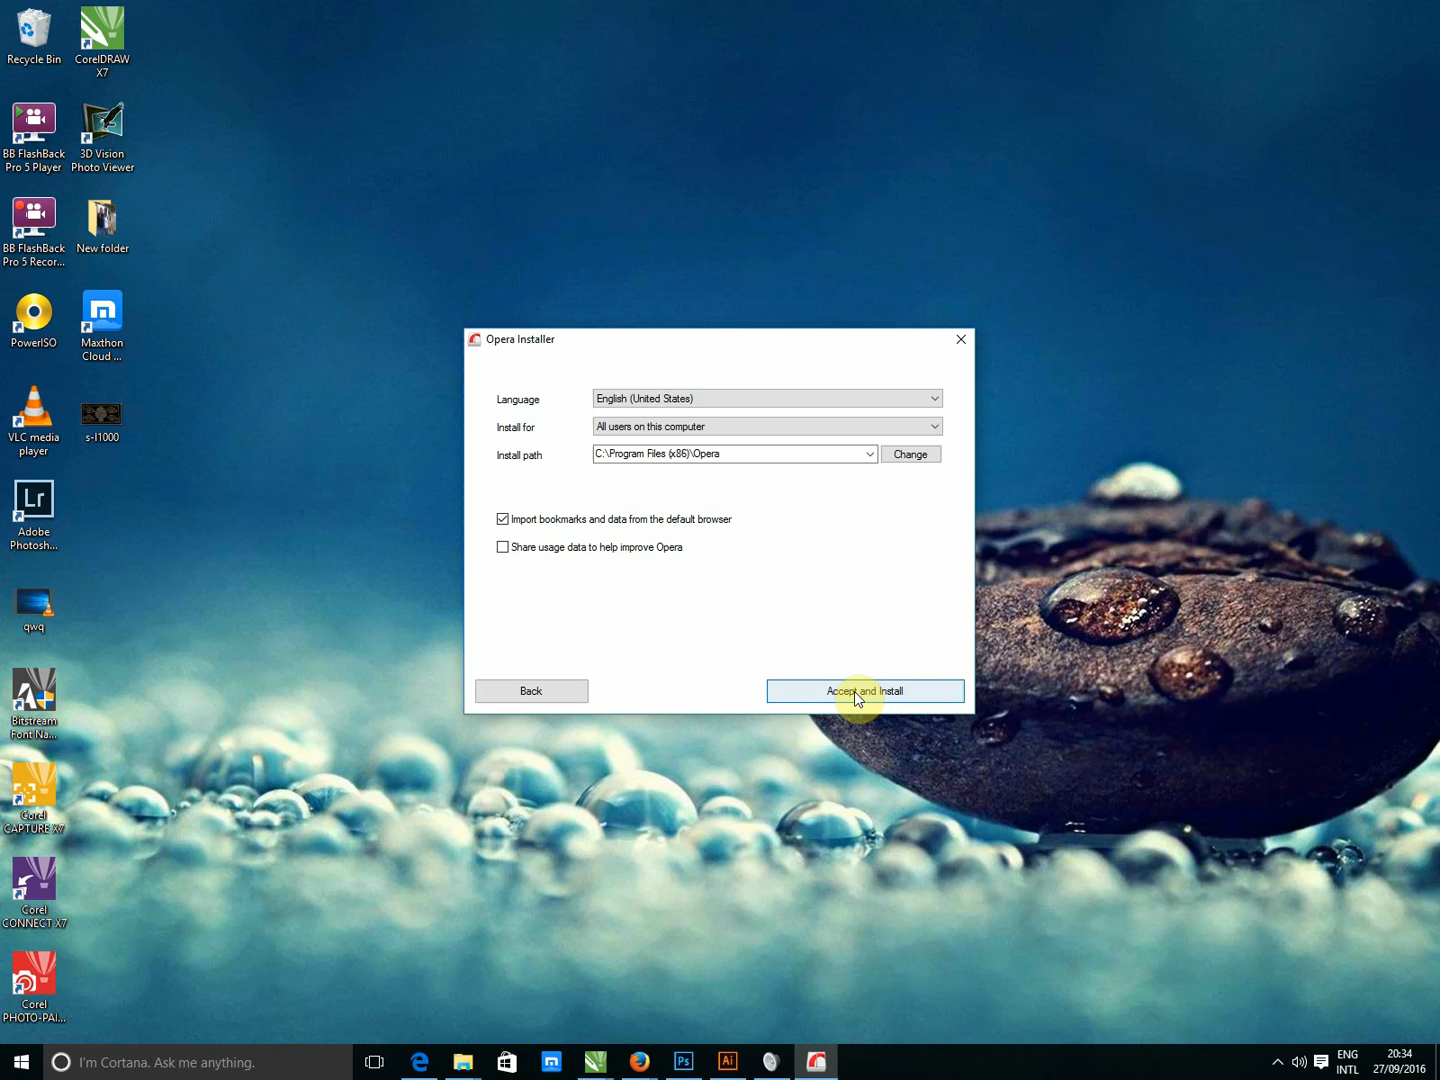 Recycle Bin
CorelDRAW
X7
BB FlashBack
Pro 5 Player
3D Vision
Photo Viewer
BB FlashBack
Pro 5 Recor...
New folder
PowerISO
Maxthon
Cloud ...
VLC media
player
s-l1000
Lr
Adobe
Photosh...
qwq
Bitstream
Font Na...
Corel
CAPTURE X7
Corel
CONNECT X7
Corel
PHOTO-PAI...
Opera Installer
Language
English (United States)
Install for
All users on this computer
Install path
C:\Program Files (x86)\Opera
Change
Import bookmarks and data from the default browser
Share usage data to help improve Opera
Back
Accept and Install
I'm Cortana. Ask me anything.
Ps
Ai
ENG
INTL
20:34
27/09/2016